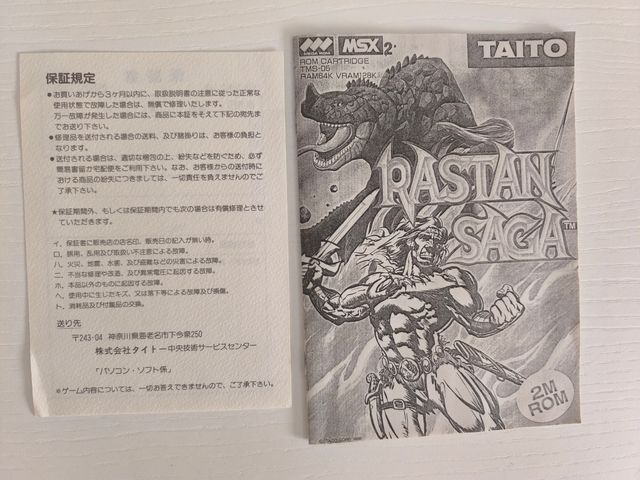 保証規定
●お買いあげから3ヶ月以内に、取扱説明書の注意に従った正常な
使用状態で故障した場合は、無償で修理いたします。
万一故障が発生した場合には、商品に本証をそえて下記の宛先ま
でお送り下さい。
●修理品を送付される場合の送料、及び諸掛りは、お客様の負担と
なります。
●送付される場合は、適切な梱包の上、紛失などを防ぐため、必ず
簡易書留か宅配便をご利用下さい。なお、お客様からの送付時に
おける商品の紛失につきましては、一切責任を負えませんのでご
了承下さい。
★保証期間外、もしくは保証期間内でも次の場合は有償修理とさせ
ていただきます。
イ、保証書に販売店の店名印、販売日の記入が無い時。
ロ、誤用、乱用及び取扱い不注意による故障。
ハ、火災、地震、水害、及び盗難などの災害による故障。
ニ、不当な修理や改造、及び異常電圧に起因する故障。
ホ、本品以外のものに起因する故障。
ヘ、使用中に生じたキズ、又は落下等による故障及び損傷。
ト、消耗品及び付属品の交換。
送り先
〒243-04 神奈川県海老名市下今泉250
株式会社タイトー中央技術サービスセンター
「パソコン・ソフト係」
※ゲーム内容については、一切お答えできませんので、ご了承下さい。
MSX2
TAITO
ROM CARTRIDGE
TMS-05
RAM64K VRAM128K
RASTAN
SAGA™
2M
ROM